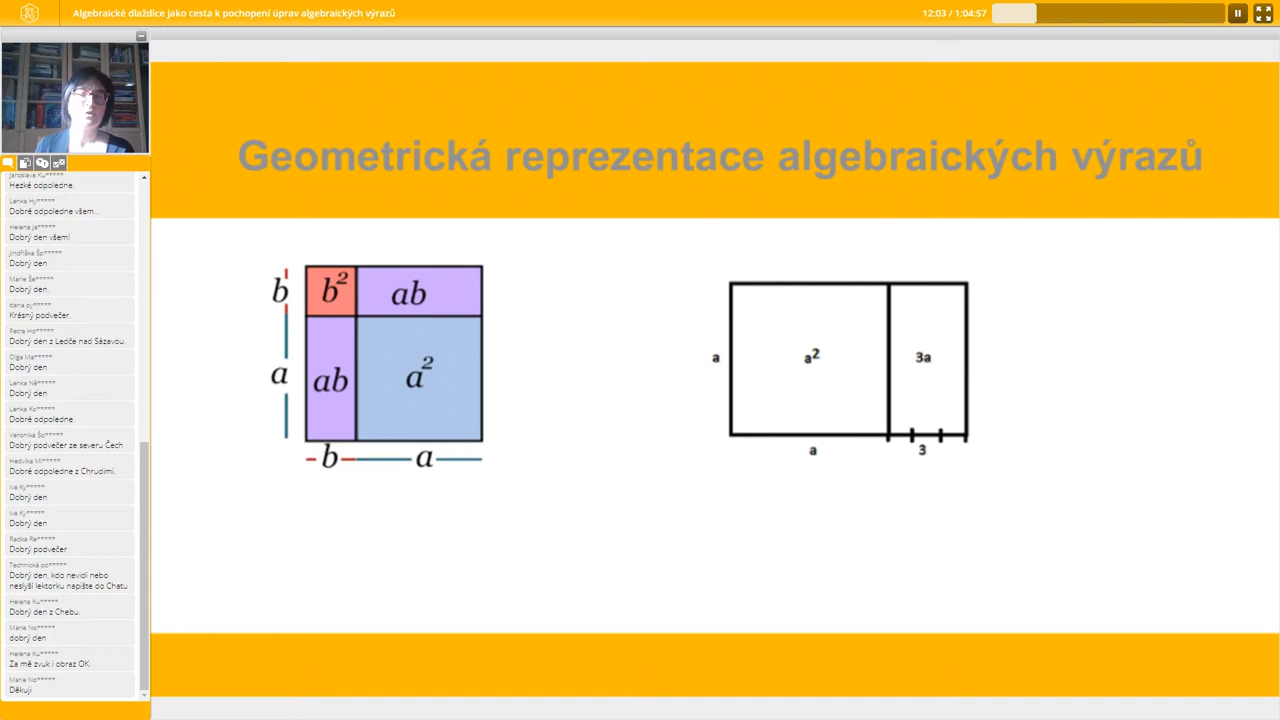 Algebraické dlaždice jako cesta k pochopení úprav algebraických výrazů
12:03 / 1:04:57
Jaroslava Ku*****
Hezké odpoledne.
Lenka Hy*****
Dobré odpoledne všem...
Helena Ja*****
Dobrý den všem!
Jindřiška Šp*****
Dobrý den
Marie Še*****
Dobrý den.
dana py*****
Krásný podvečer.
Petra Ho*****
Dobrý den z Ledče nad Sázavou.
Olga Ma*****
Dobrý den
Lenka Ně*****
Dobrý den
Lenka Ko*****
Dobré odpoledne.
Veronika Šo*****
Dobrý podvečer ze severu Čech
Hedvika Mi*****
Dobré odpoledne z Chrudimi.
Iva Ky*****
Dobrý den
Iva Ky*****
Dobrý den
Radka Re*****
Dobrý podvečer
Technická po*****
Dobrý den, kdo nevidí nebo
neslyší lektorku napište do Chatu
Helena Ku*****
Dobrý den z Chebu.
Marie No*****
dobrý den
Helena Ku*****
Za mě zvuk i obraz OK.
Marie No*****
Děkuji
Geometrická reprezentace algebraických výrazů
b
b²
ab
a
ab
a²
b
a
a
a²
3a
a
3